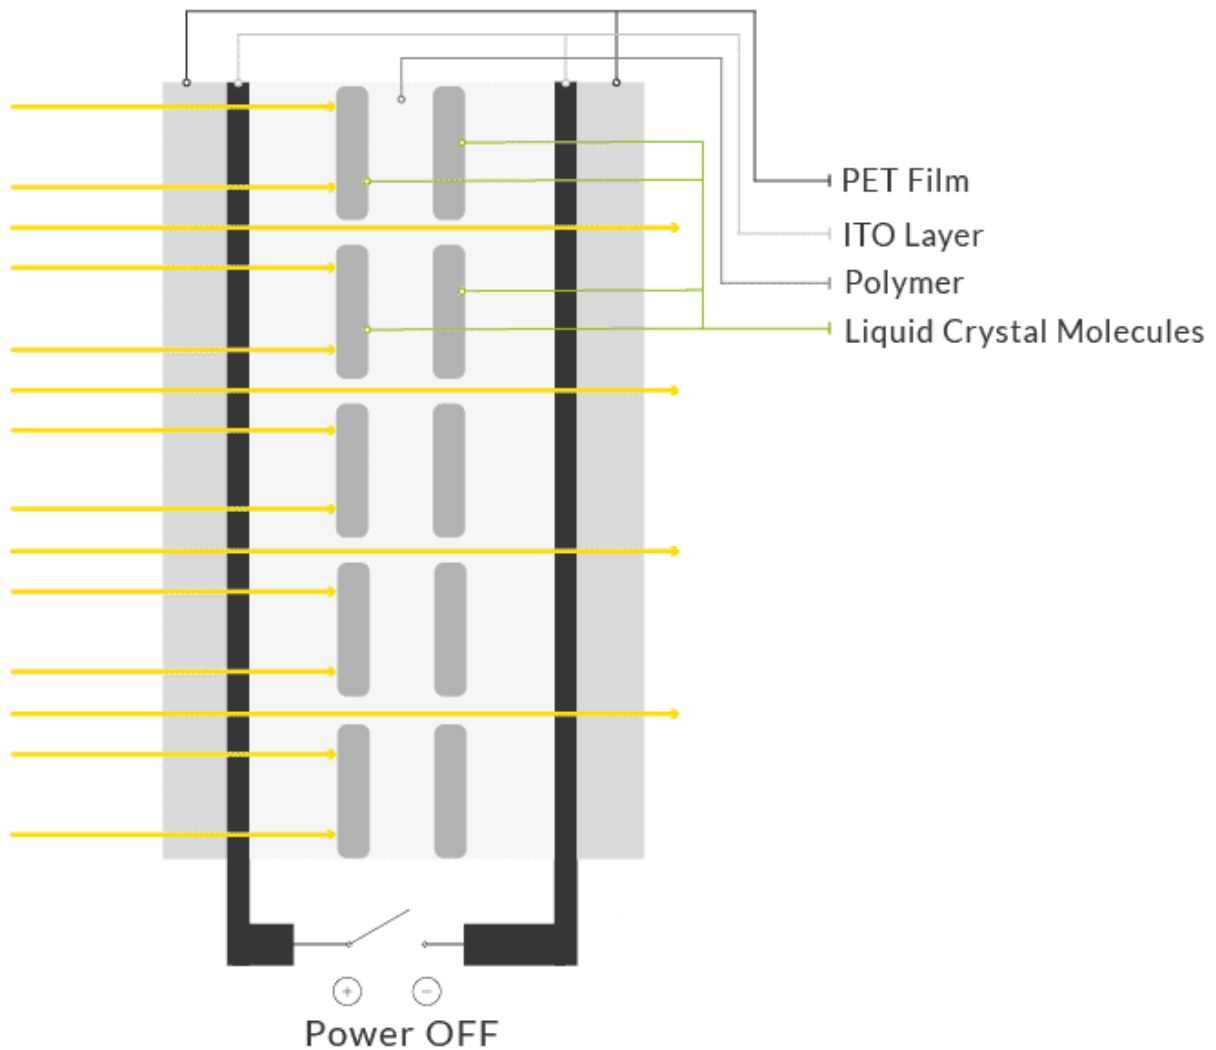 PET Film
ITO Layer
Polymer
Liquid Crystal Molecules
+ −
Power OFF